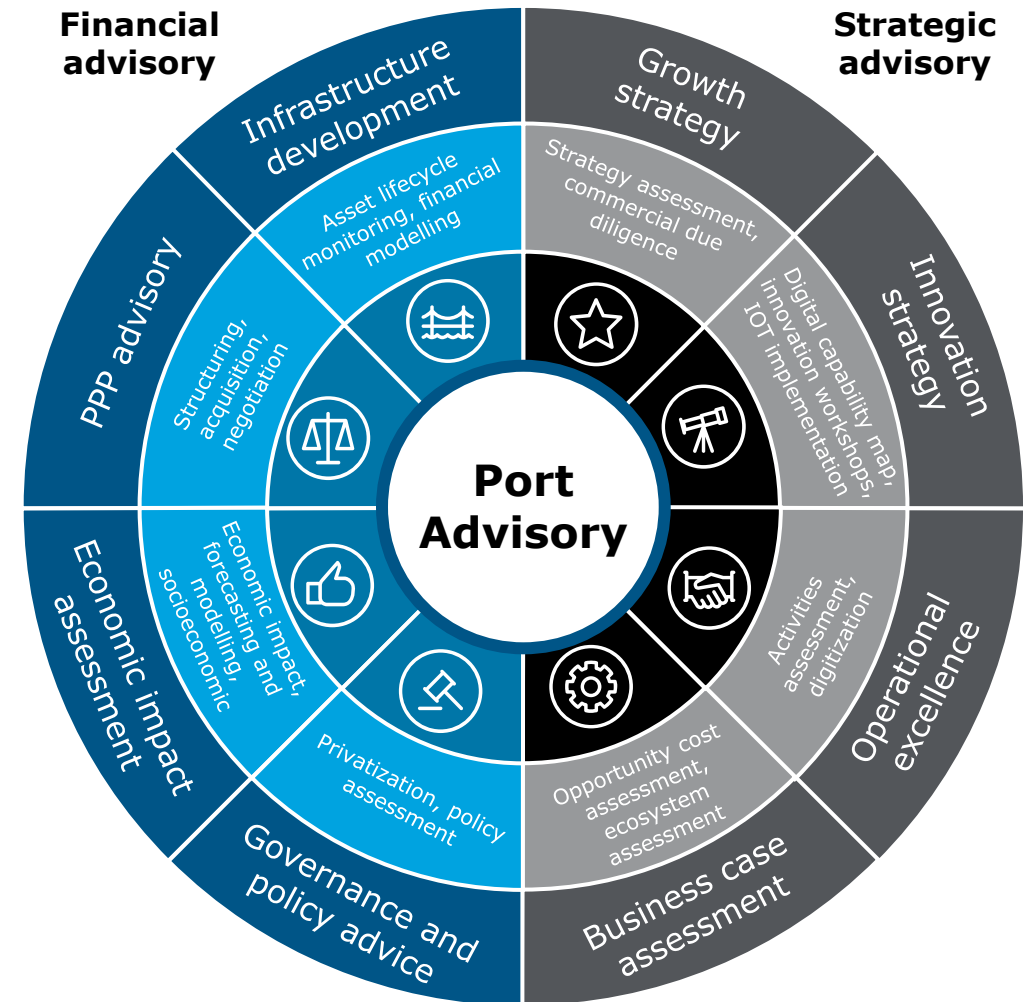 Financial
advisory
Strategic
advisory
Infrastructure
development
Asset lifecycle
monitoring, financial
modelling
Growth
strategy
Strategy assessment,
commercial due
diligence
Innovation
strategy
Digital capability map,
innovation workshops,
IOT implementation
Operational
excellence
Activities
assessment,
digitization
Business case
assessment
Opportunity cost
assessment,
ecosystem
assessment
Governance and
policy advice
Privatization, policy
assessment
Economic impact
assessment
Economic impact,
forecasting and
modelling,
socioeconomic
PPP advisory
Structuring,
acquisition,
negotiation
Port
Advisory